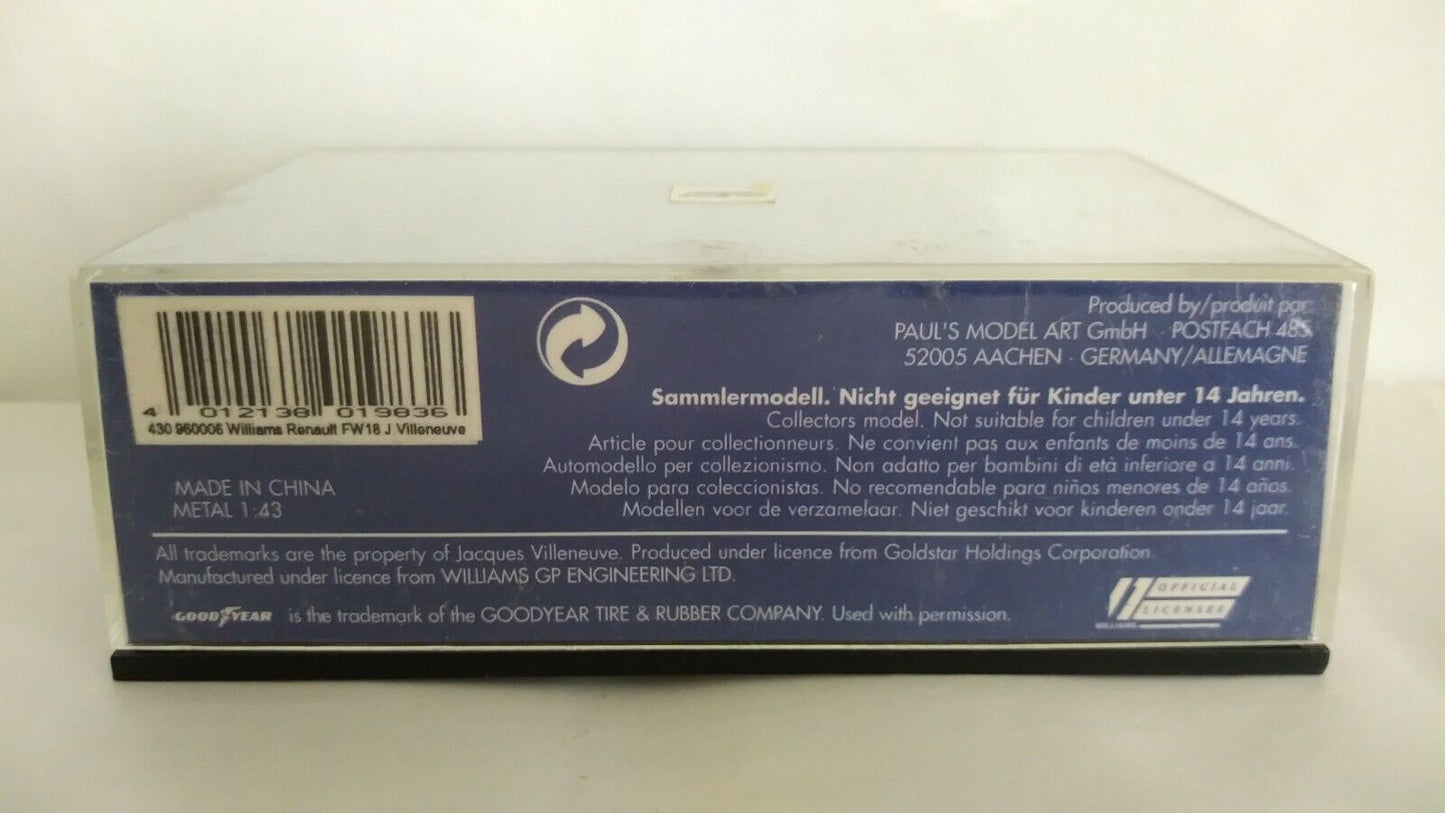 4 012138 019836
430 960006 Williams Renault FW18 J Villeneuve
MADE IN CHINA
METAL 1:43
Produced by/produit par
PAUL'S MODEL ART GmbH · POSTFACH 485
52005 AACHEN · GERMANY/ALLEMAGNE
Sammlermodell. Nicht geeignet für Kinder unter 14 Jahren.
Collectors model. Not suitable for children under 14 years.
Article pour collectionneurs. Ne convient pas aux enfants de moins de 14 ans.
Automodello per collezionismo. Non adatto per bambini di età inferiore a 14 anni.
Modelo para coleccionistas. No recomendable para niños menores de 14 años.
Modellen voor de verzamelaar. Niet geschikt voor kinderen onder 14 jaar.
All trademarks are the property of Jacques Villeneuve. Produced under licence from Goldstar Holdings Corporation.
Manufactured under licence from WILLIAMS GP ENGINEERING LTD.
GOODYEAR is the trademark of the GOODYEAR TIRE & RUBBER COMPANY. Used with permission.
OFFICIAL
LICENSEE
WILLIAMS